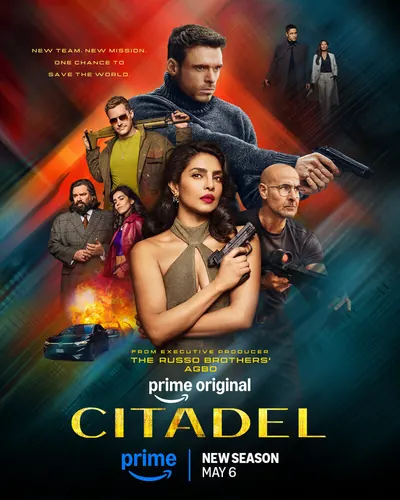 NEW TEAM. NEW MISSION.
ONE CHANCE TO
SAVE THE WORLD.
FROM EXECUTIVE PRODUCER
THE RUSSO BROTHERS'
AGBO
prime original
CITADEL
prime
NEW SEASON
MAY 6